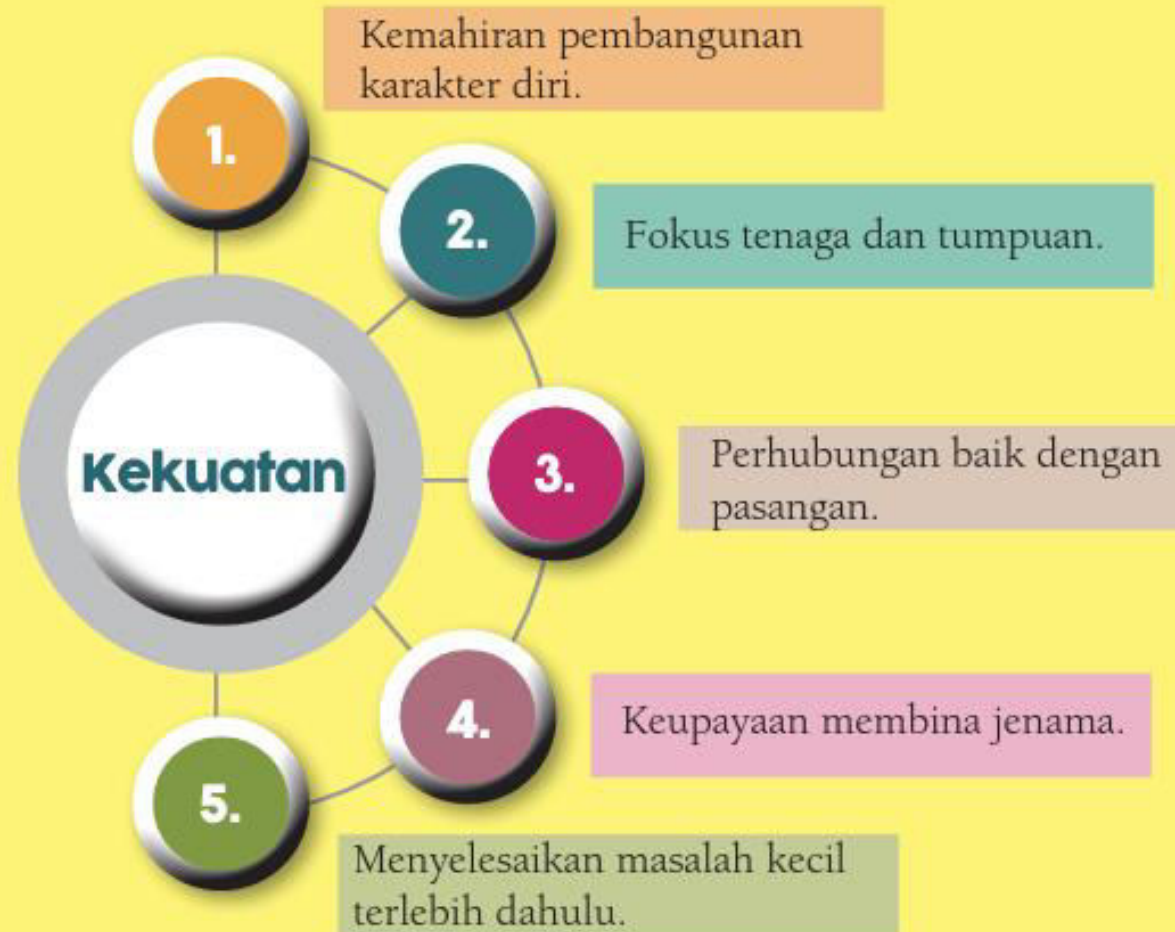 Kemahiran pembangunan
karakter diri.
1.
2.
Fokus tenaga dan tumpuan.
Kekuatan
3.
Perhubungan baik dengan
pasangan.
4.
Keupayaan membina jenama.
5.
Menyelesaikan masalah kecil
terlebih dahulu.